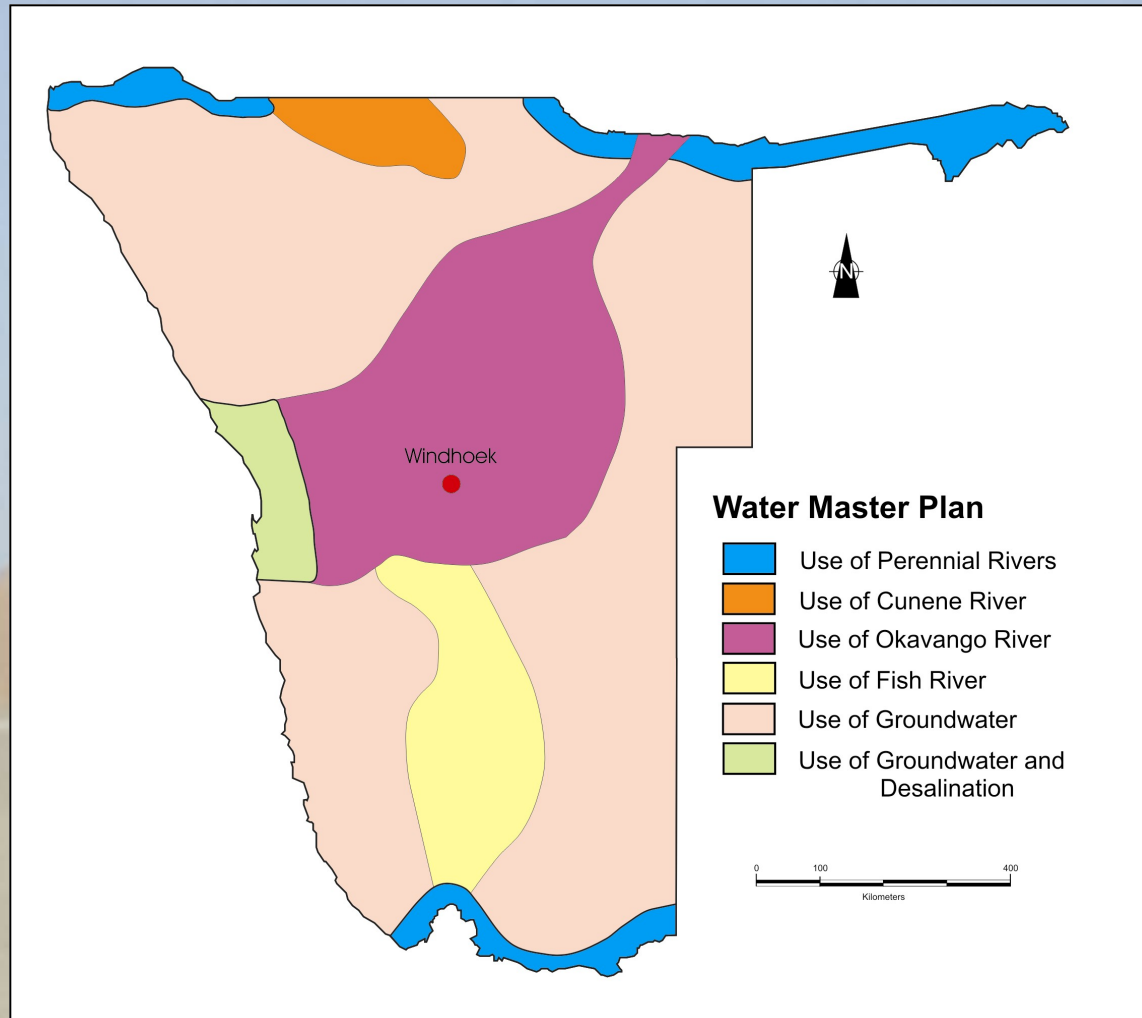 N
Windhoek
Water Master Plan
Use of Perennial Rivers
Use of Cunene River
Use of Okavango River
Use of Fish River
Use of Groundwater
Use of Groundwater and
Desalination
0 100 400
Kilometers